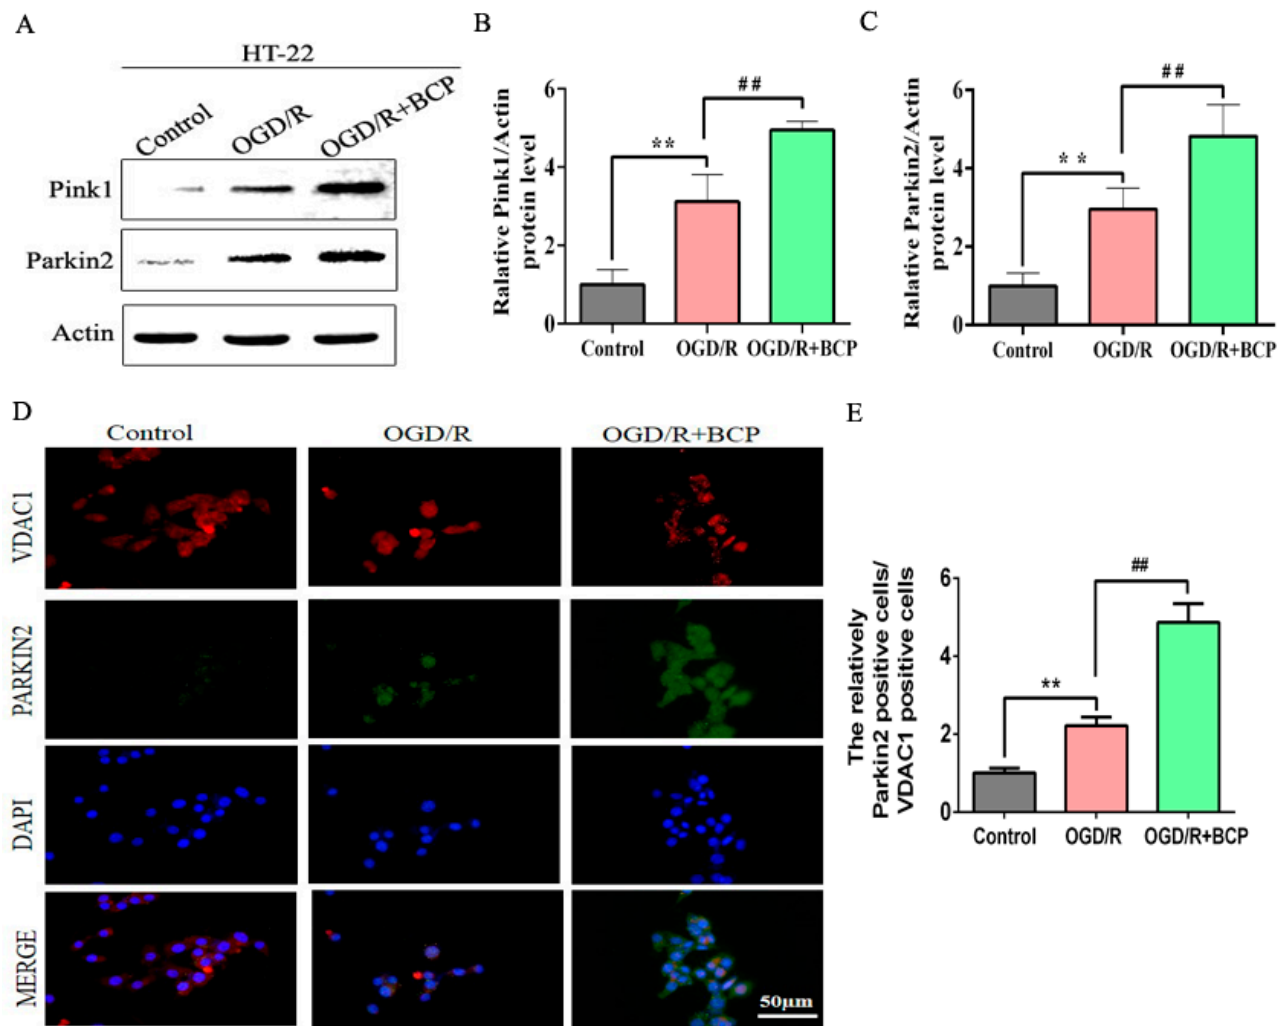 A
HT-22
Control
OGD/R
OGD/R+BCP
Pink1
Parkin2
Actin
B
Ralative Pink1/Actin
protein level
6
4
2
0
**
##
Control
OGD/R
OGD/R+BCP
C
Ralative Parkin2/Actin
protein level
6
4
2
0
* *
##
Control
OGD/R
OGD/R+BCP
D
Control
OGD/R
OGD/R+BCP
VDAC1
PARKIN2
DAPI
MERGE
50μm
E
The relatively
Parkin2 positive cells/
VDAC1 positive cells
6
4
2
0
**
##
Control
OGD/R
OGD/R+BCP